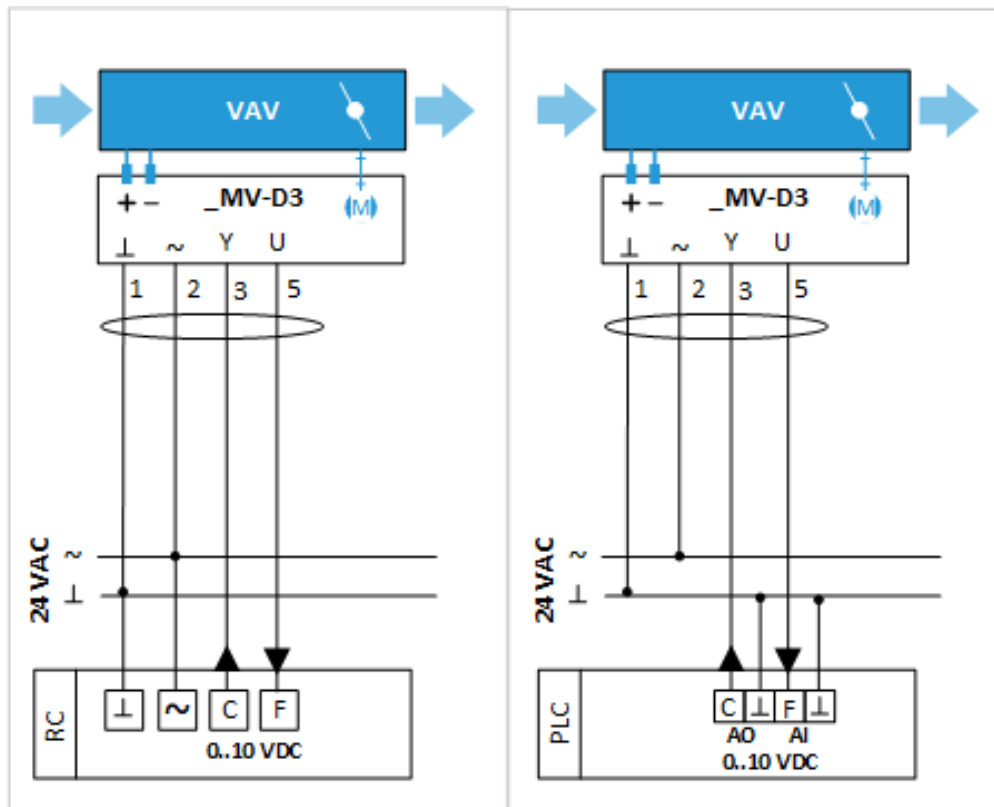 VAV
+ − _MV-D3 (M)
⊥ ~ Y U
1 2 3 5
24 VAC ~ ⊥
RC
⊥ ~ C F
0..10 VDC
VAV
+ − _MV-D3 (M)
⊥ ~ Y U
1 2 3 5
24 VAC ~ ⊥
PLC
C ⊥ F ⊥
AO AI
0..10 VDC